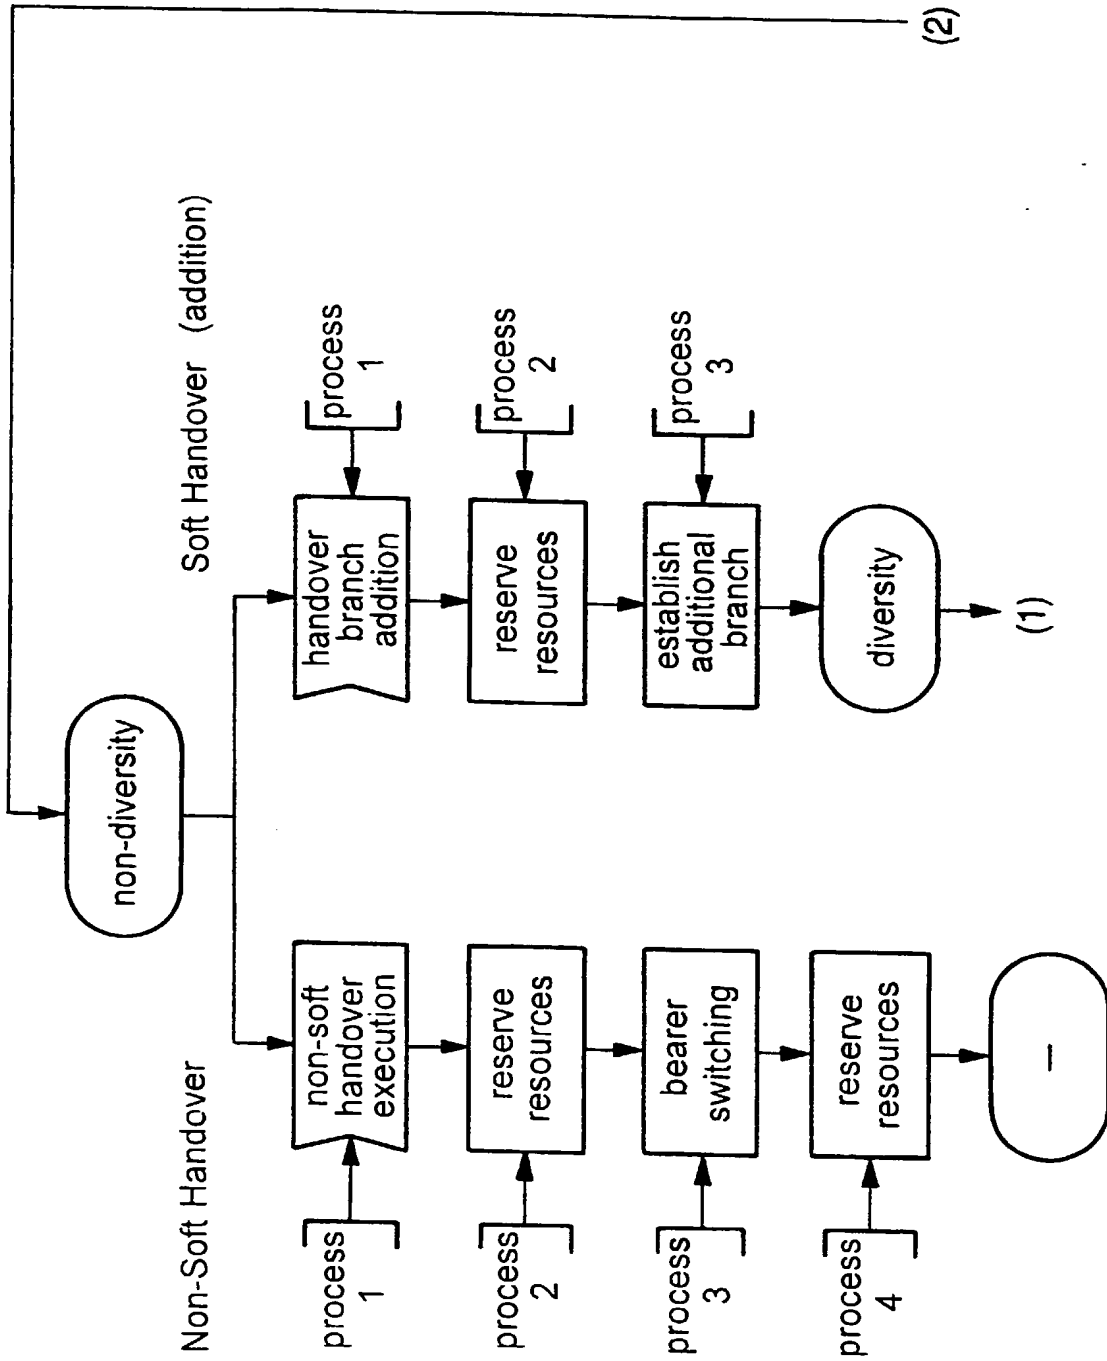 (2)
non-diversity
Non-Soft Handover
process
1
non-soft
handover
execution
process
2
reserve
resources
process
3
bearer
switching
process
4
reserve
resources
—
Soft Handover (addition)
handover
branch
addition
process
1
reserve
resources
process
2
establish
additional
branch
process
3
diversity
(1)